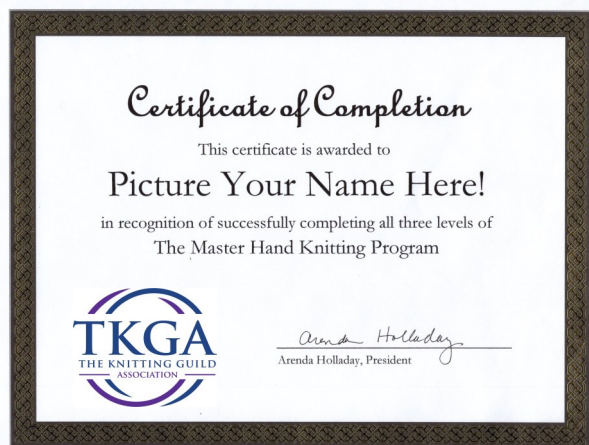 Certificate of Completion
This certificate is awarded to
Picture Your Name Here!
in recognition of successfully completing all three levels of
The Master Hand Knitting Program
TKGA
THE KNITTING GUILD
ASSOCIATION
Arenda Holladay
Arenda Holladay, President